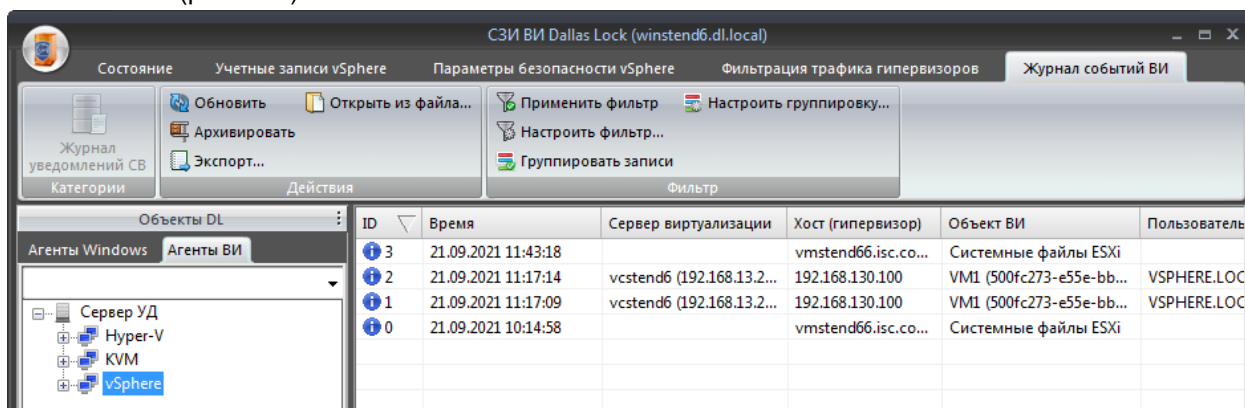 СЗИ ВИ Dallas Lock (winstend6.dl.local)
Состояние Учетные записи vSphere Параметры безопасности vSphere Фильтрация трафика гипервизоров Журнал событий ВИ
Обновить Открыть из файла... Применить фильтр Настроить группировку...
Архивировать Настроить фильтр...
Журнал уведомлений СВ Экспорт... Группировать записи
Категории Действия Фильтр
Объекты DL
Агенты Windows Агенты ВИ
Сервер УД
Hyper-V
KVM
vSphere
ID Время Сервер виртуализации Хост (гипервизор) Объект ВИ Пользователь
3 21.09.2021 11:43:18 vmstend66.isc.co... Системные файлы ESXi
2 21.09.2021 11:17:14 vcstend6 (192.168.13.2... 192.168.130.100 VM1 (500fc273-e55e-bb... VSPHERE.LOC
1 21.09.2021 11:17:09 vcstend6 (192.168.13.2... 192.168.130.100 VM1 (500fc273-e55e-bb... VSPHERE.LOC
0 21.09.2021 10:14:58 vmstend66.isc.co... Системные файлы ESXi